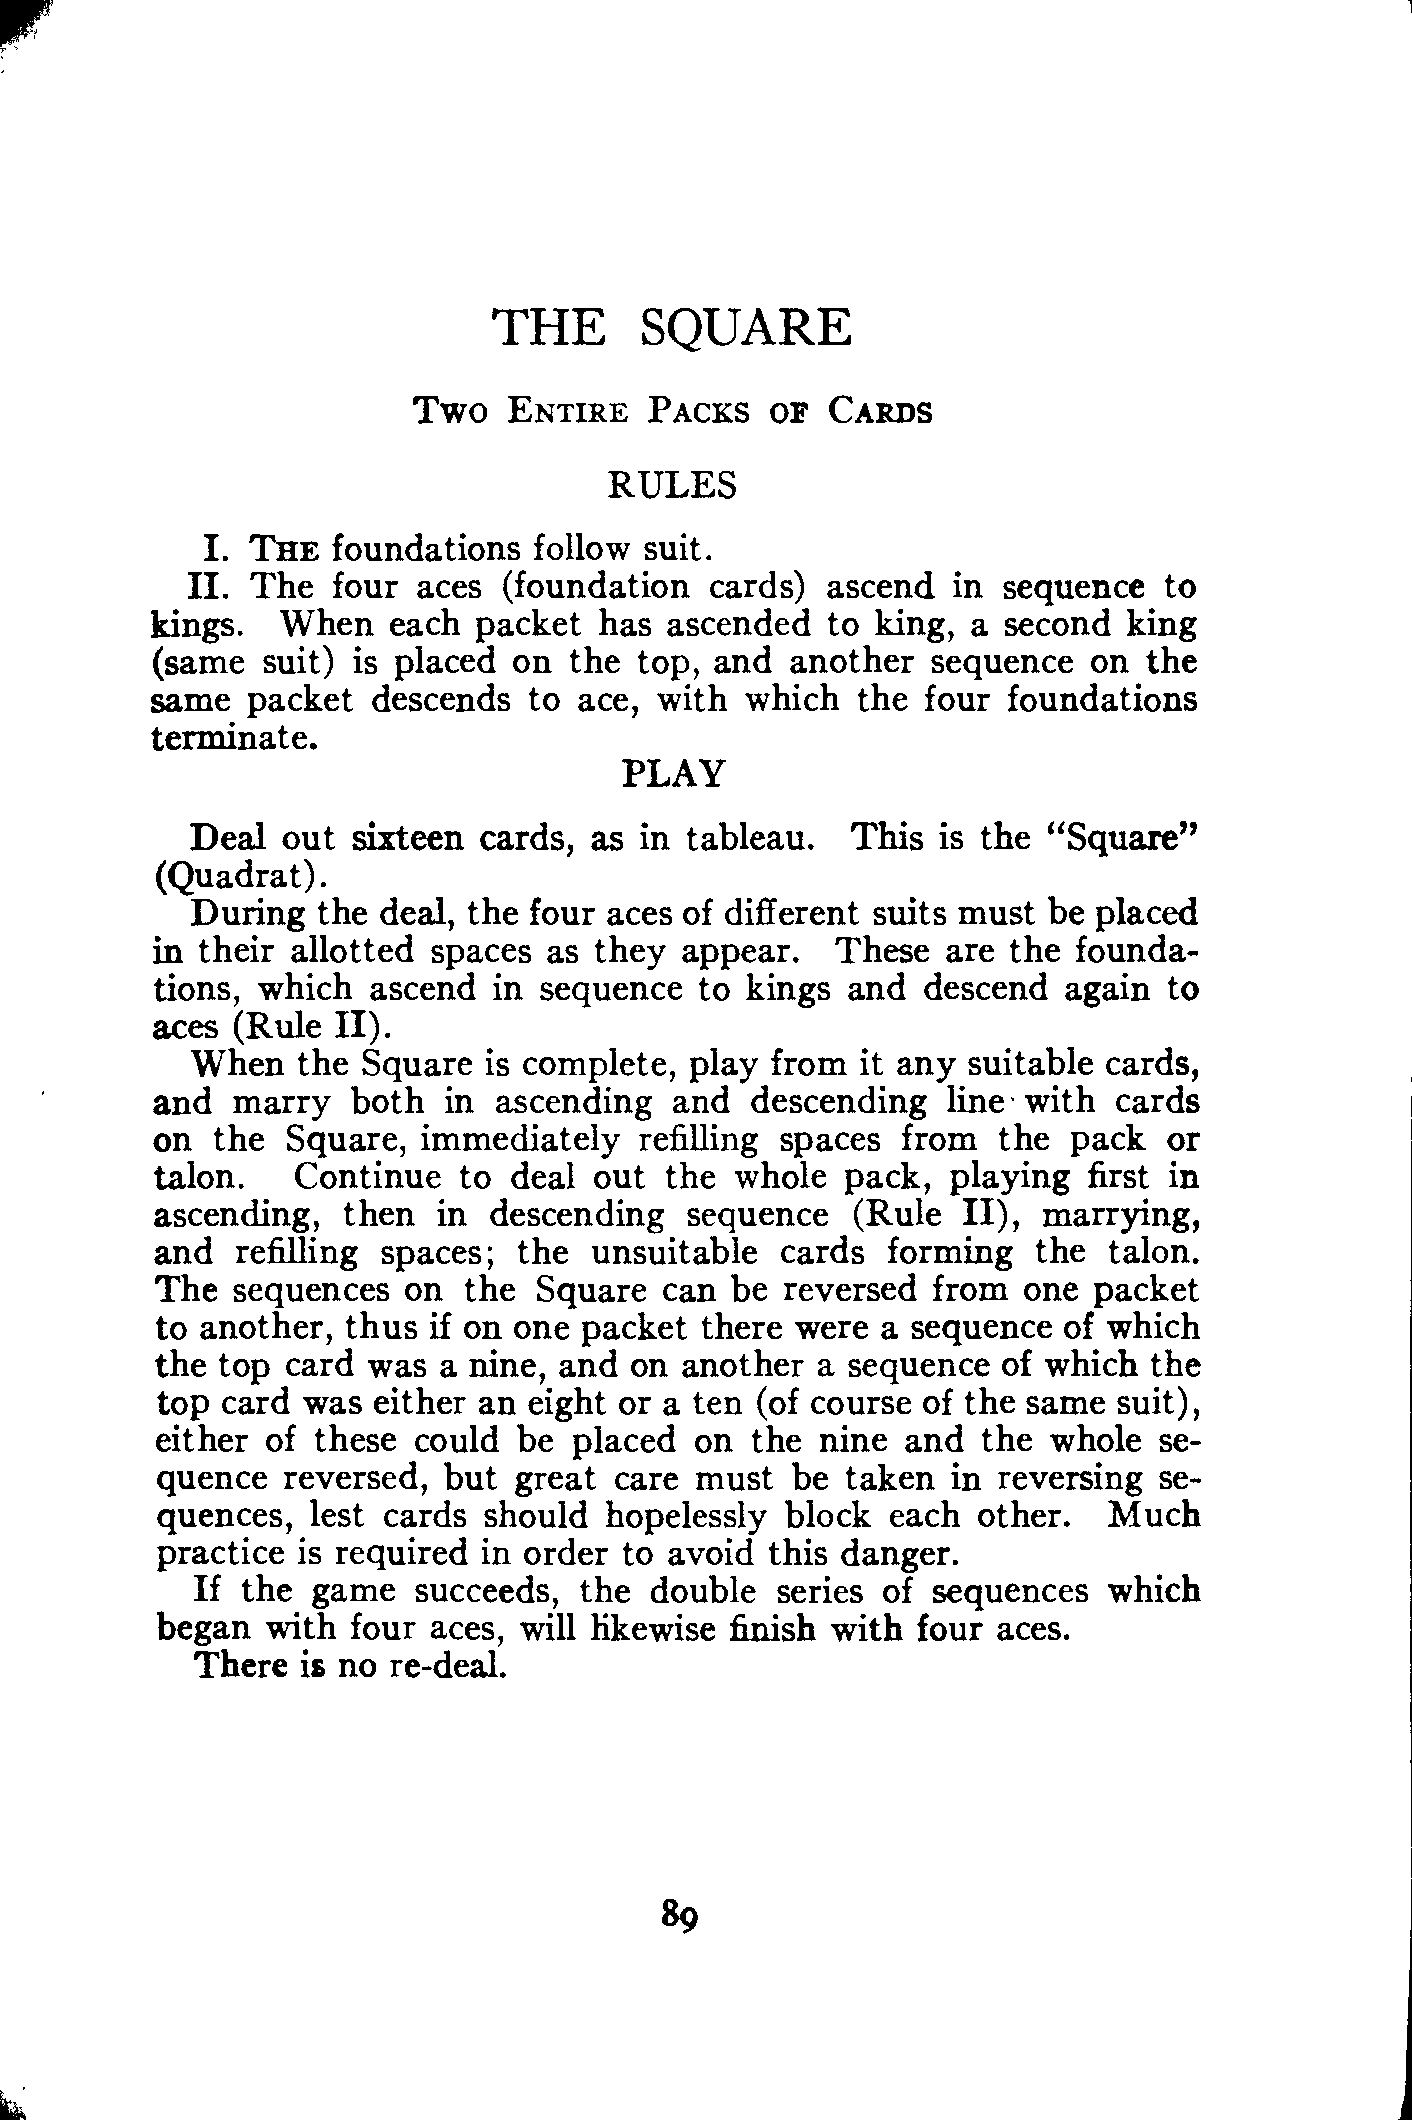 THE SQUARE
Two Entire Packs of Cards
RULES
I. The foundations follow suit.
II. The four aces (foundation cards) ascend in sequence to
kings. When each packet has ascended to king, a second king
(same suit) is placed on the top, and another sequence on the
same packet descends to ace, with which the four foundations
terminate.
PLAY
Deal out sixteen cards, as in tableau. This is the “Square”
(Quadrat).
During the deal, the four aces of different suits must be placed
in their allotted spaces as they appear. These are the founda-
tions, which ascend in sequence to kings and descend again to
aces (Rule II).
When the Square is complete, play from it any suitable cards,
and marry both in ascending and descending line with cards
on the Square, immediately refilling spaces from the pack or
talon. Continue to deal out the whole pack, playing first in
ascending, then in descending sequence (Rule II), marrying,
and refilling spaces; the unsuitable cards forming the talon.
The sequences on the Square can be reversed from one packet
to another, thus if on one packet there were a sequence of which
the top card was a nine, and on another a sequence of which the
top card was either an eight or a ten (of course of the same suit),
either of these could be placed on the nine and the whole se-
quence reversed, but great care must be taken in reversing se-
quences, lest cards should hopelessly block each other. Much
practice is required in order to avoid this danger.
If the game succeeds, the double series of sequences which
began with four aces, will likewise finish with four aces.
There is no re-deal.
89